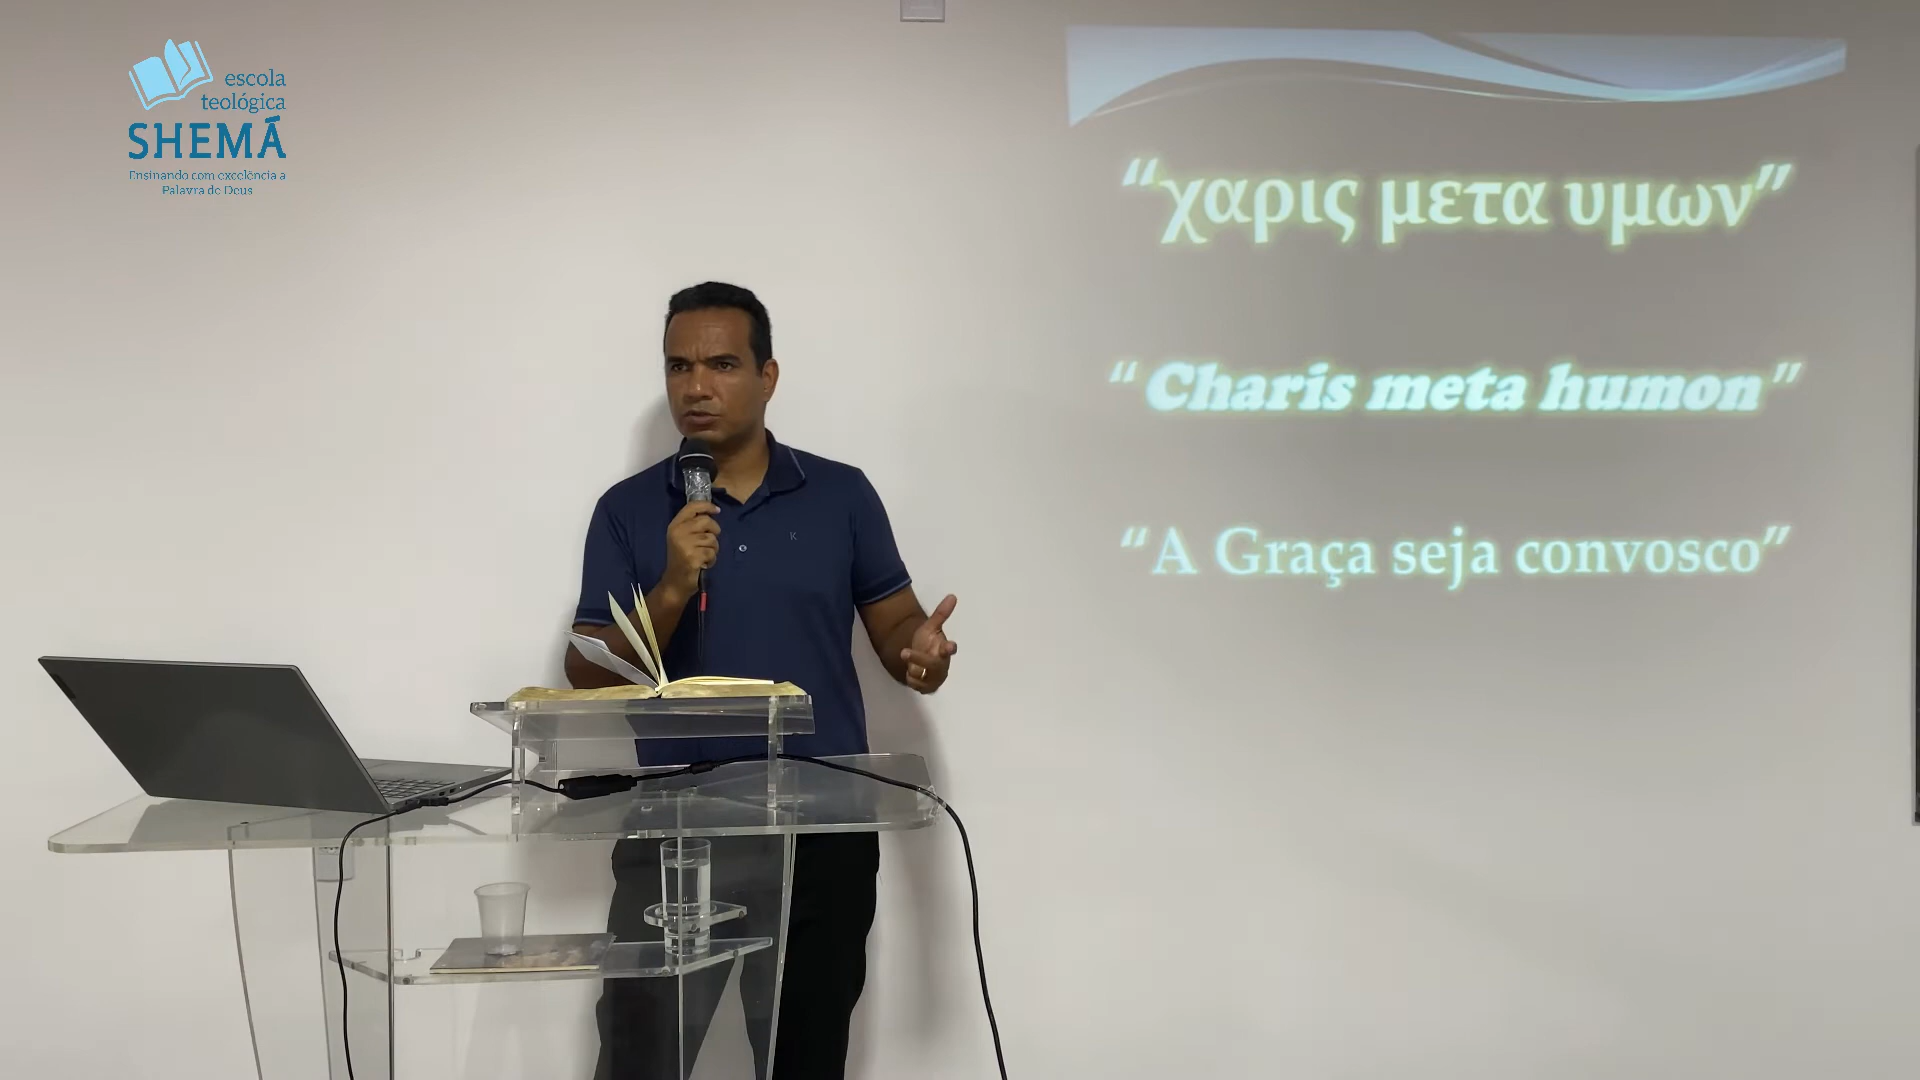 escola
teológica
SHEMÁ
Ensinando com excelência a
Palavra de Deus
“χαρις μετα υμων”
“Charis meta humon”
“A Graça seja convosco”
K